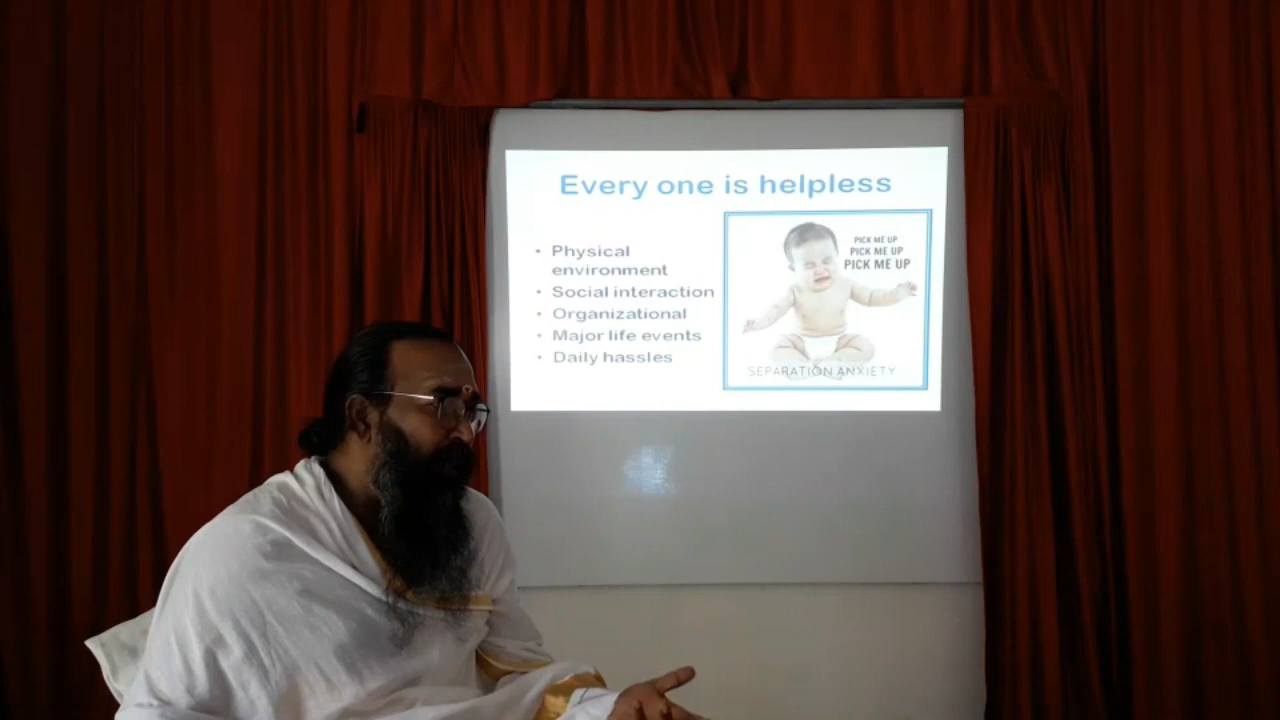 Every one is helpless
• Physical
environment
• Social interaction
• Organizational
• Major life events
• Daily hassles
PICK ME UP
PICK ME UP
PICK ME UP
SEPARATION ANXIETY